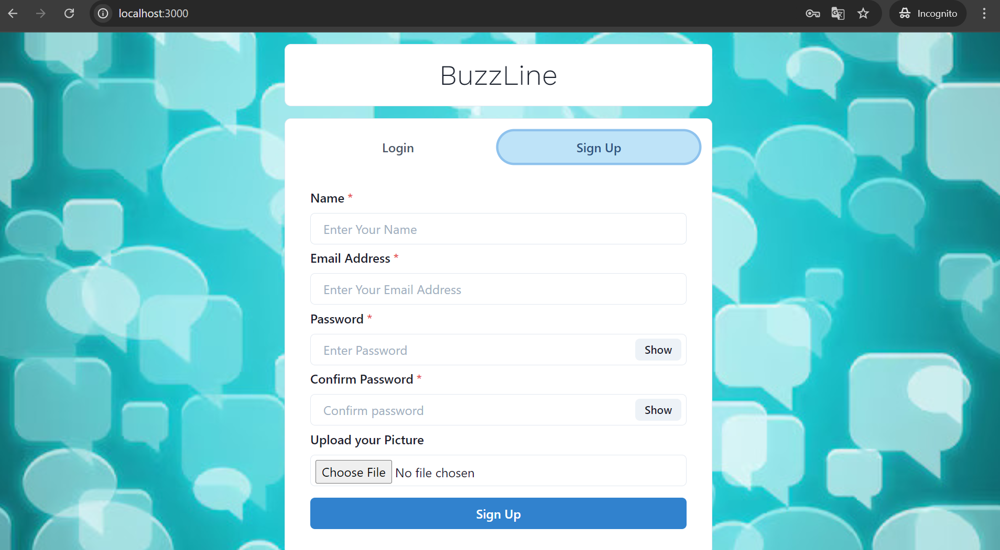 localhost:3000
Incognito
BuzzLine
Login
Sign Up
Name *
Enter Your Name
Email Address *
Enter Your Email Address
Password *
Enter Password
Show
Confirm Password *
Confirm password
Show
Upload your Picture
Choose File No file chosen
Sign Up